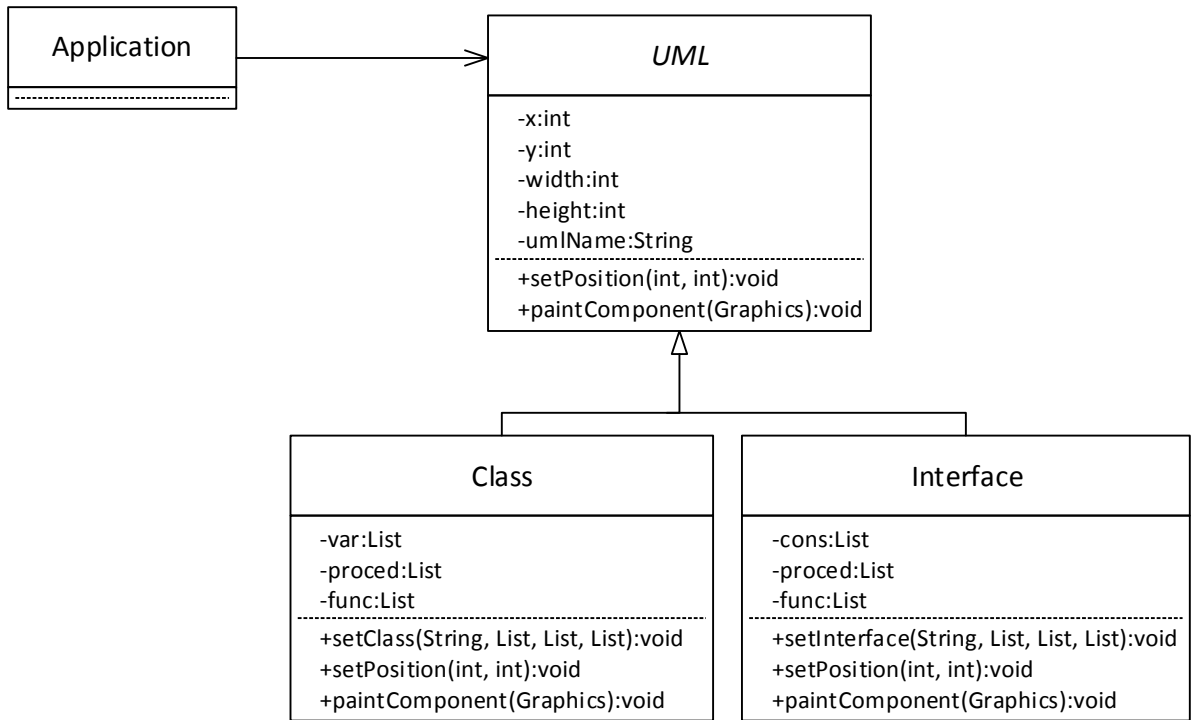 Application
UML
-x:int
-y:int
-width:int
-height:int
-umlName:String
+setPosition(int, int):void
+paintComponent(Graphics):void
Class
-var:List
-proced:List
-func:List
+setClass(String, List, List, List):void
+setPosition(int, int):void
+paintComponent(Graphics):void
Interface
-cons:List
-proced:List
-func:List
+setInterface(String, List, List, List):void
+setPosition(int, int):void
+paintComponent(Graphics):void